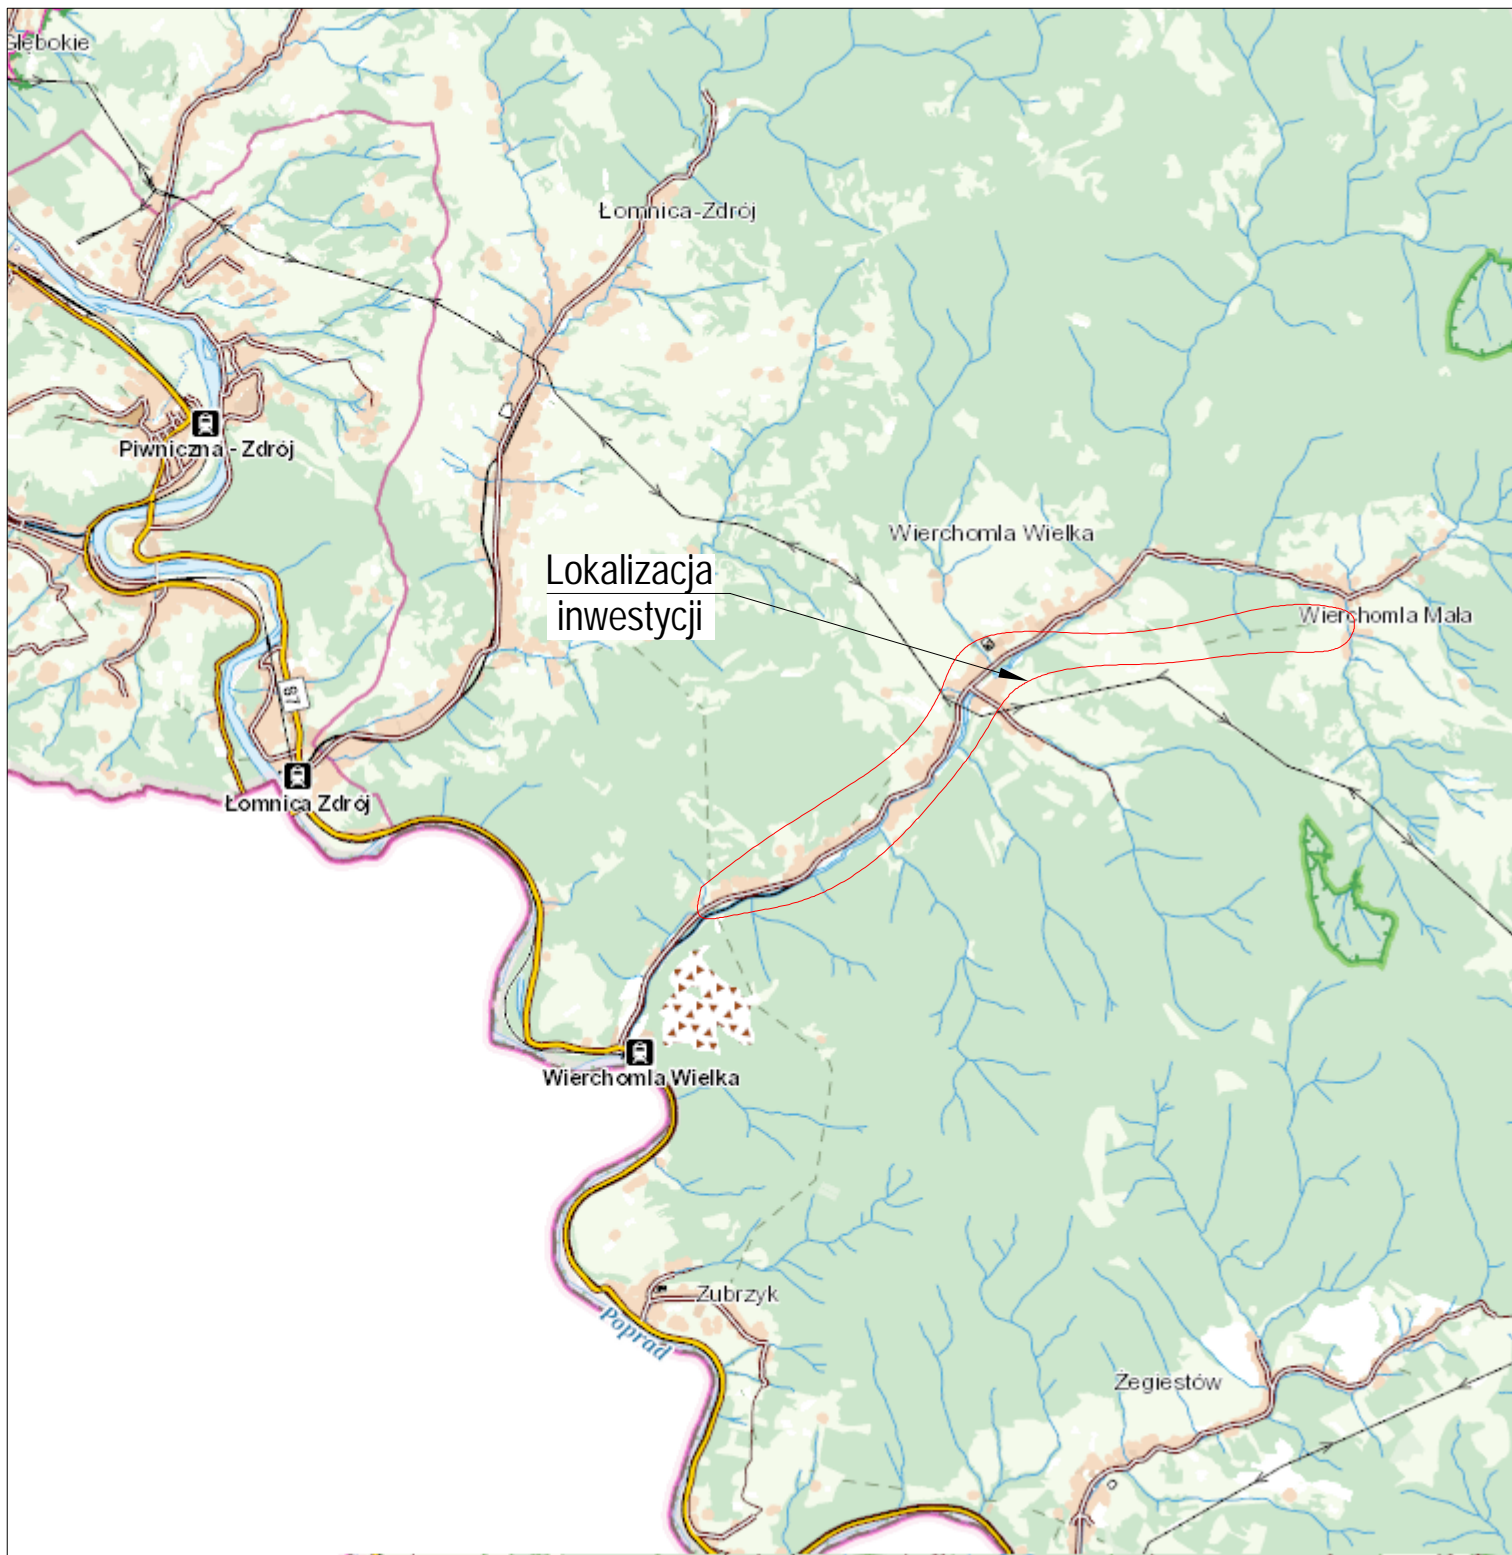 Głębokie
Łomnica-Zdrój
Piwniczna - Zdrój
Wierchomla Wielka
Lokalizacja
inwestycji
Wierchomla Mała
87
Łomnica Zdrój
Wierchomla Wielka
Zubrzyk
Poprad
Żegiestów